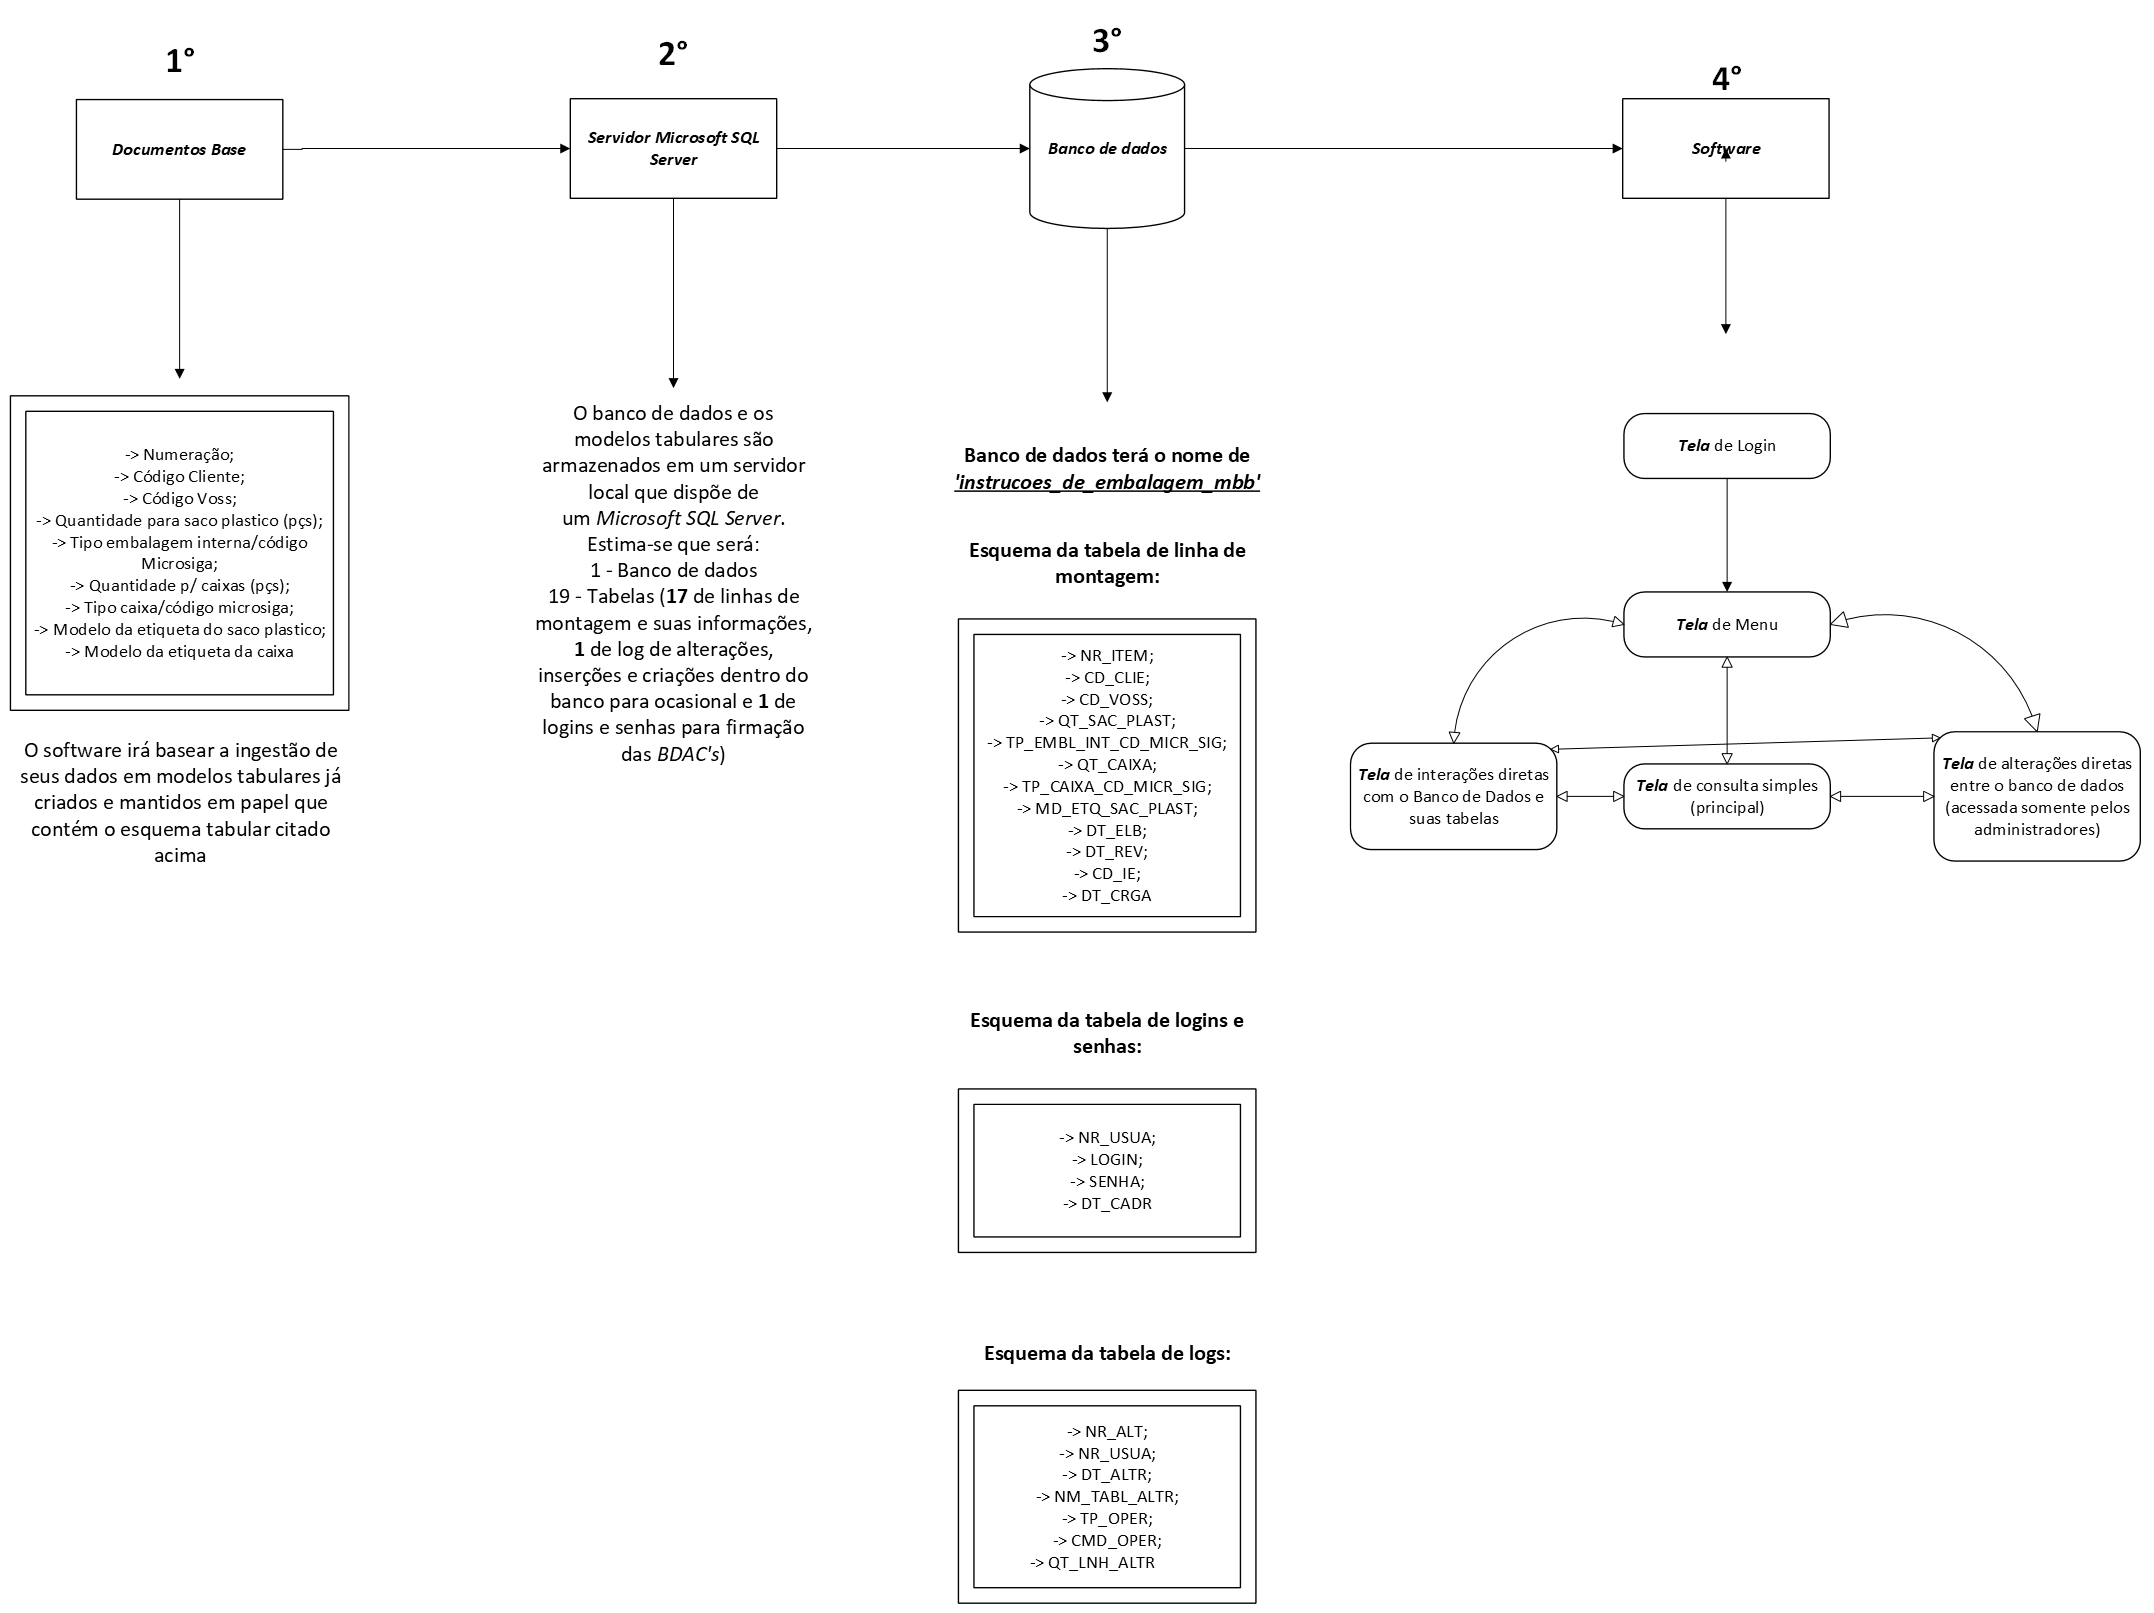 1°
Documentos Base
-> Numeração;
-> Código Cliente;
-> Código Voss;
-> Quantidade para saco plastico (pçs);
-> Tipo embalagem interna/código
Microsiga;
-> Quantidade p/ caixas (pçs);
-> Tipo caixa/código microsiga;
-> Modelo da etiqueta do saco plastico;
-> Modelo da etiqueta da caixa
O software irá basear a ingestão de
seus dados em modelos tabulares já
criados e mantidos em papel que
contém o esquema tabular citado
acima
2°
Servidor Microsoft SQL
Server
O banco de dados e os
modelos tabulares são
armazenados em um servidor
local que dispõe de
um Microsoft SQL Server.
Estima-se que será:
1 - Banco de dados
19 - Tabelas (17 de linhas de
montagem e suas informações,
1 de log de alterações,
inserções e criações dentro do
banco para ocasional e 1 de
logins e senhas para firmação
das BDAC's)
3°
Banco de dados
Banco de dados terá o nome de
'instrucoes_de_embalagem_mbb'
Esquema da tabela de linha de
montagem:
-> NR_ITEM;
-> CD_CLIE;
-> CD_VOSS;
-> QT_SAC_PLAST;
-> TP_EMBL_INT_CD_MICR_SIG;
-> QT_CAIXA;
-> TP_CAIXA_CD_MICR_SIG;
-> MD_ETQ_SAC_PLAST;
-> DT_ELB;
-> DT_REV;
-> CD_IE;
-> DT_CRGA
Esquema da tabela de logins e
senhas:
-> NR_USUA;
-> LOGIN;
-> SENHA;
-> DT_CADR
Esquema da tabela de logs:
-> NR_ALT;
-> NR_USUA;
-> DT_ALTR;
-> NM_TABL_ALTR;
-> TP_OPER;
-> CMD_OPER;
-> QT_LNH_ALTR
4°
Software
Tela de Login
Tela de Menu
Tela de interações diretas
com o Banco de Dados e
suas tabelas
Tela de consulta simples
(principal)
Tela de alterações diretas
entre o banco de dados
(acessada somente pelos
administradores)